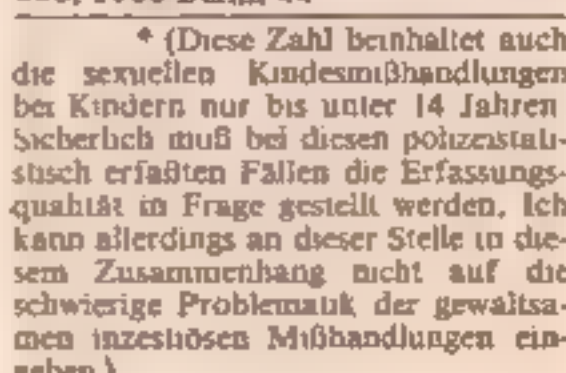 * (Diese Zahl beinhaltet auch
die sexuellen Kindesmißhandlungen
bei Kindern nur bis unter 14 Jahren
Sicherlich muß bei diesen polizeistati-
stisch erfaßten Fällen die Erfassungs-
qualität in Frage gestellt werden, Ich
kann allerdings an dieser Stelle in die-
sem Zusammenhang nicht auf die
schwierige Problematik der gewaltsa-
men inzestiösen Mißhandlungen ein-
gehen.)